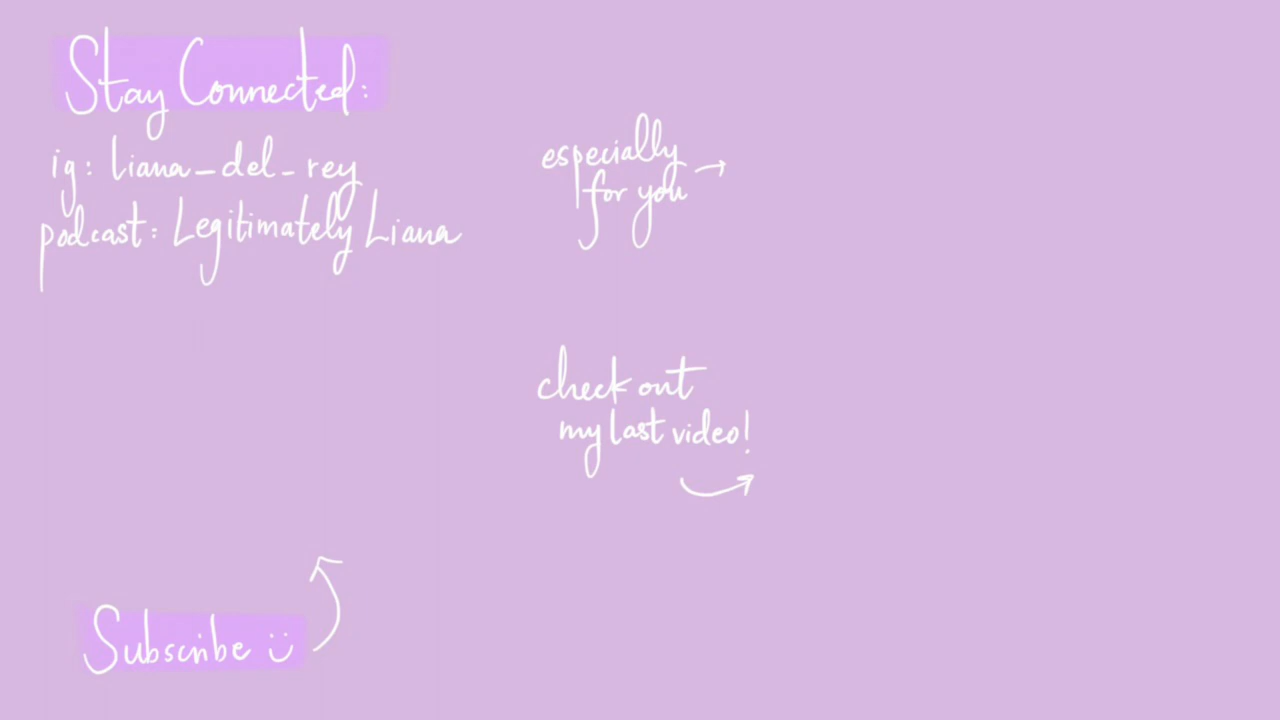 Stay Connected:
ig: liana_del_rey
podcast: Legitimately Liana
especially
for you
check out
my last video!
Subscribe